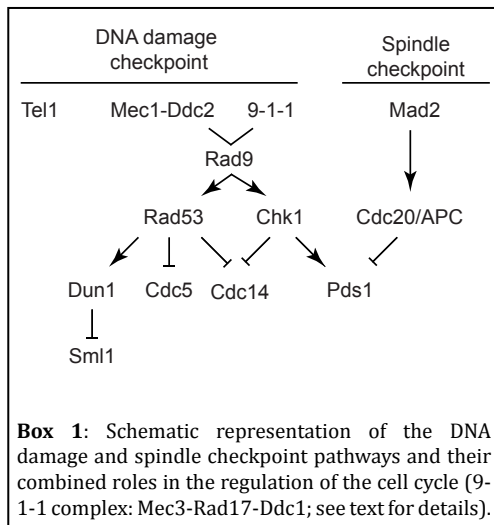 DNA damage
checkpoint
Spindle
checkpoint
Tel1 Mec1-Ddc2 9-1-1 Mad2
Rad9
Rad53 Chk1 Cdc20/APC
Dun1 Cdc5 Cdc14 Pds1
Sml1
Box 1: Schematic representation of the DNA
damage and spindle checkpoint pathways and their
combined roles in the regulation of the cell cycle (9-
1-1 complex: Mec3-Rad17-Ddc1; see text for details).